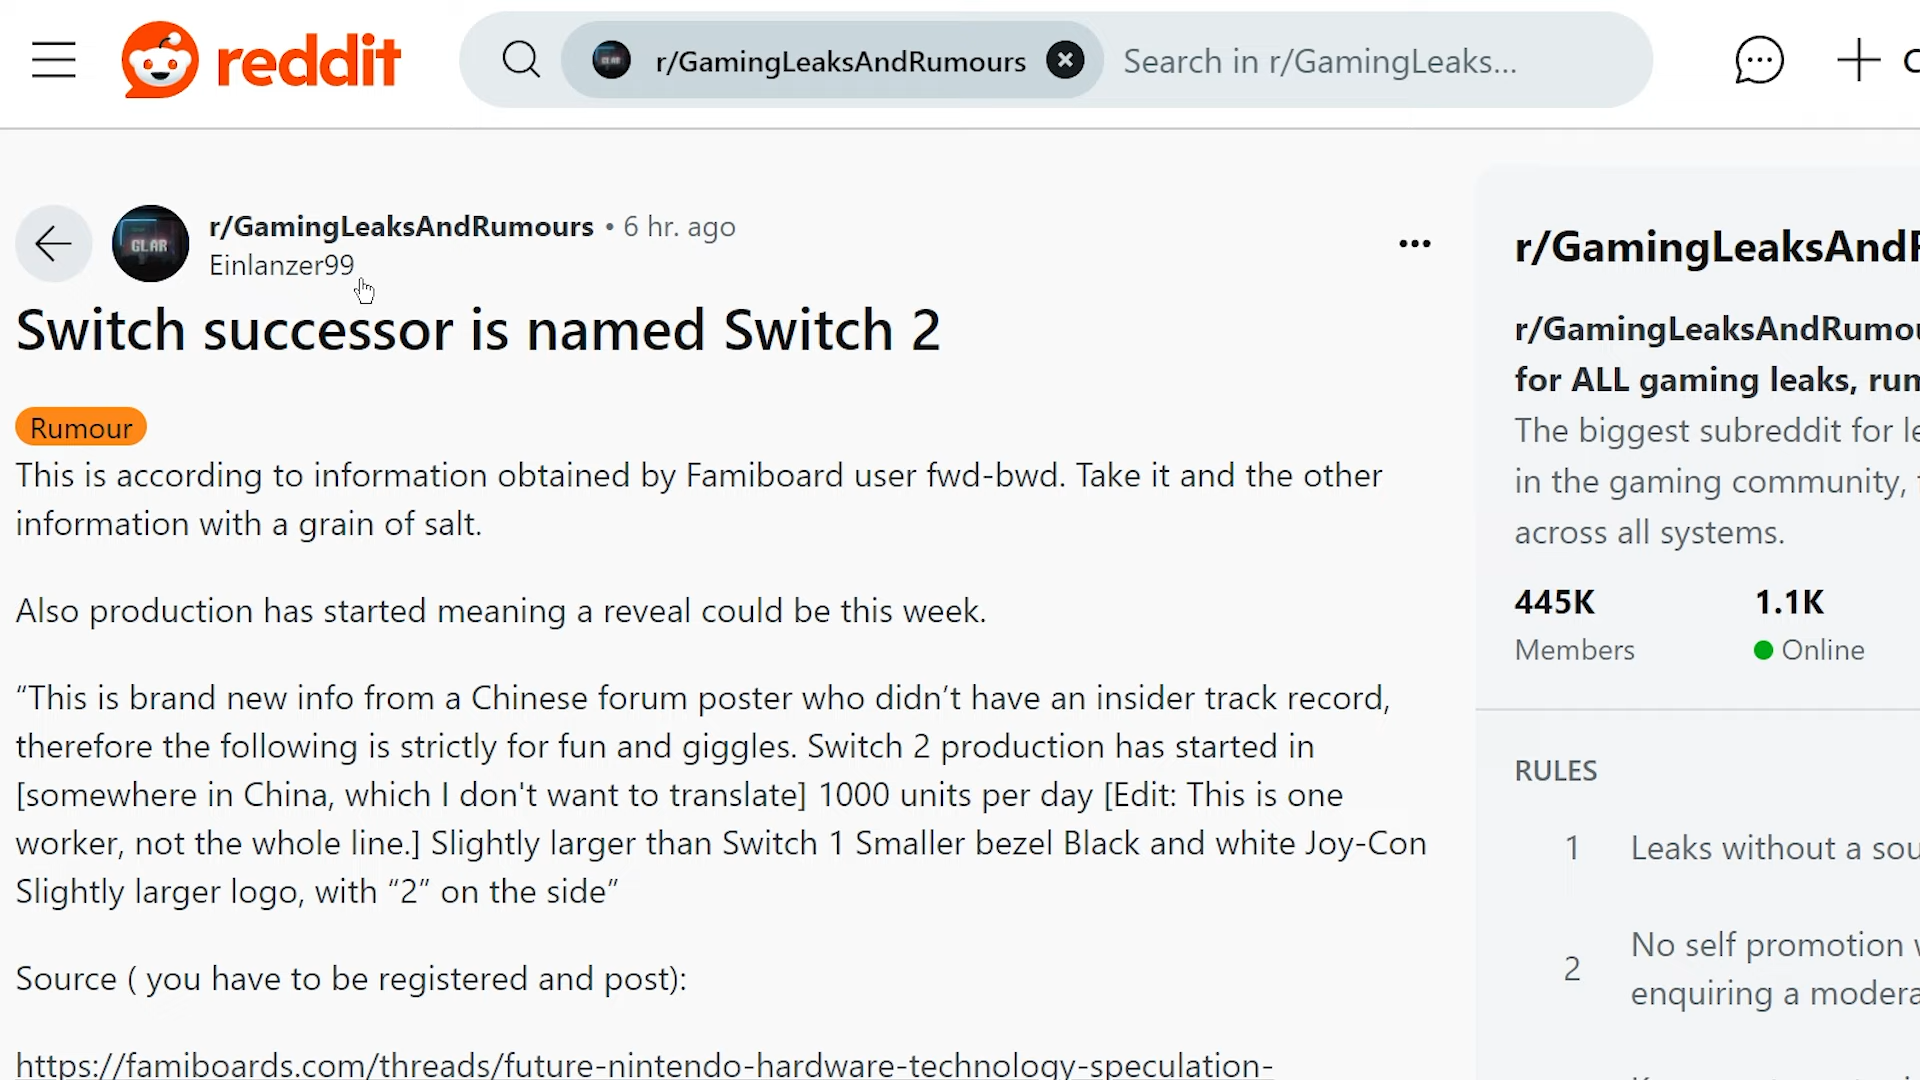 reddit
r/GamingLeaksAndRumours
Search in r/GamingLeaks...
r/GamingLeaksAndRumours • 6 hr. ago
GLAR
Einlanzer99
Switch successor is named Switch 2
Rumour
This is according to information obtained by Famiboard user fwd-bwd. Take it and the other
information with a grain of salt.
Also production has started meaning a reveal could be this week.
“This is brand new info from a Chinese forum poster who didn’t have an insider track record,
therefore the following is strictly for fun and giggles. Switch 2 production has started in
[somewhere in China, which I don't want to translate] 1000 units per day [Edit: This is one
worker, not the whole line.] Slightly larger than Switch 1 Smaller bezel Black and white Joy-Con
Slightly larger logo, with “2” on the side”
Source ( you have to be registered and post):
https://famiboards.com/threads/future-nintendo-hardware-technology-speculation-
r/GamingLeaksAnd
r/GamingLeaksAndRumou
for ALL gaming leaks, rum
The biggest subreddit for le
in the gaming community,
across all systems.
445K
Members
1.1K
Online
RULES
1 Leaks without a sou
2 No self promotion
enquiring a modera